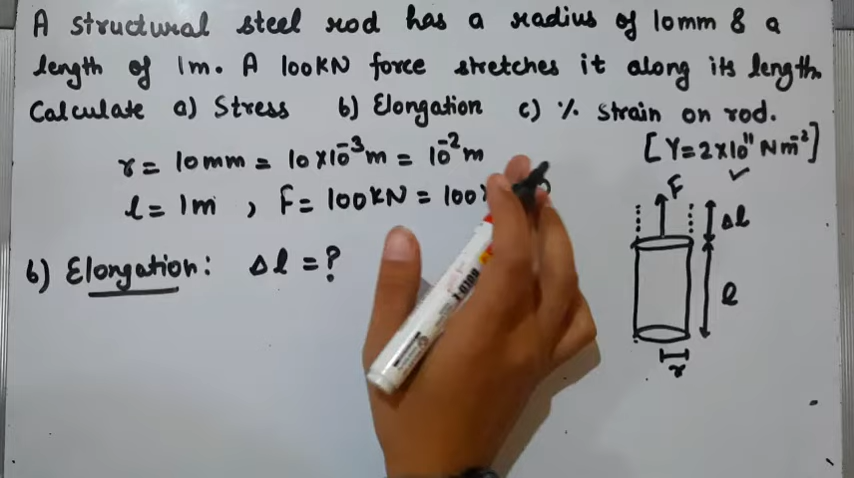 A structural steel rod has a radius of 10mm & a
length of 1m. A 100KN force stretches it along its length.
Calculate a) Stress b) Elongation c) % strain on rod.
[Y=2×10¹¹ Nm⁻²]
r = 10mm = 10×10⁻³m = 10⁻²m
l = 1m , F = 100KN = 100
b) Elongation: Δl = ?
F
Δl
l
r